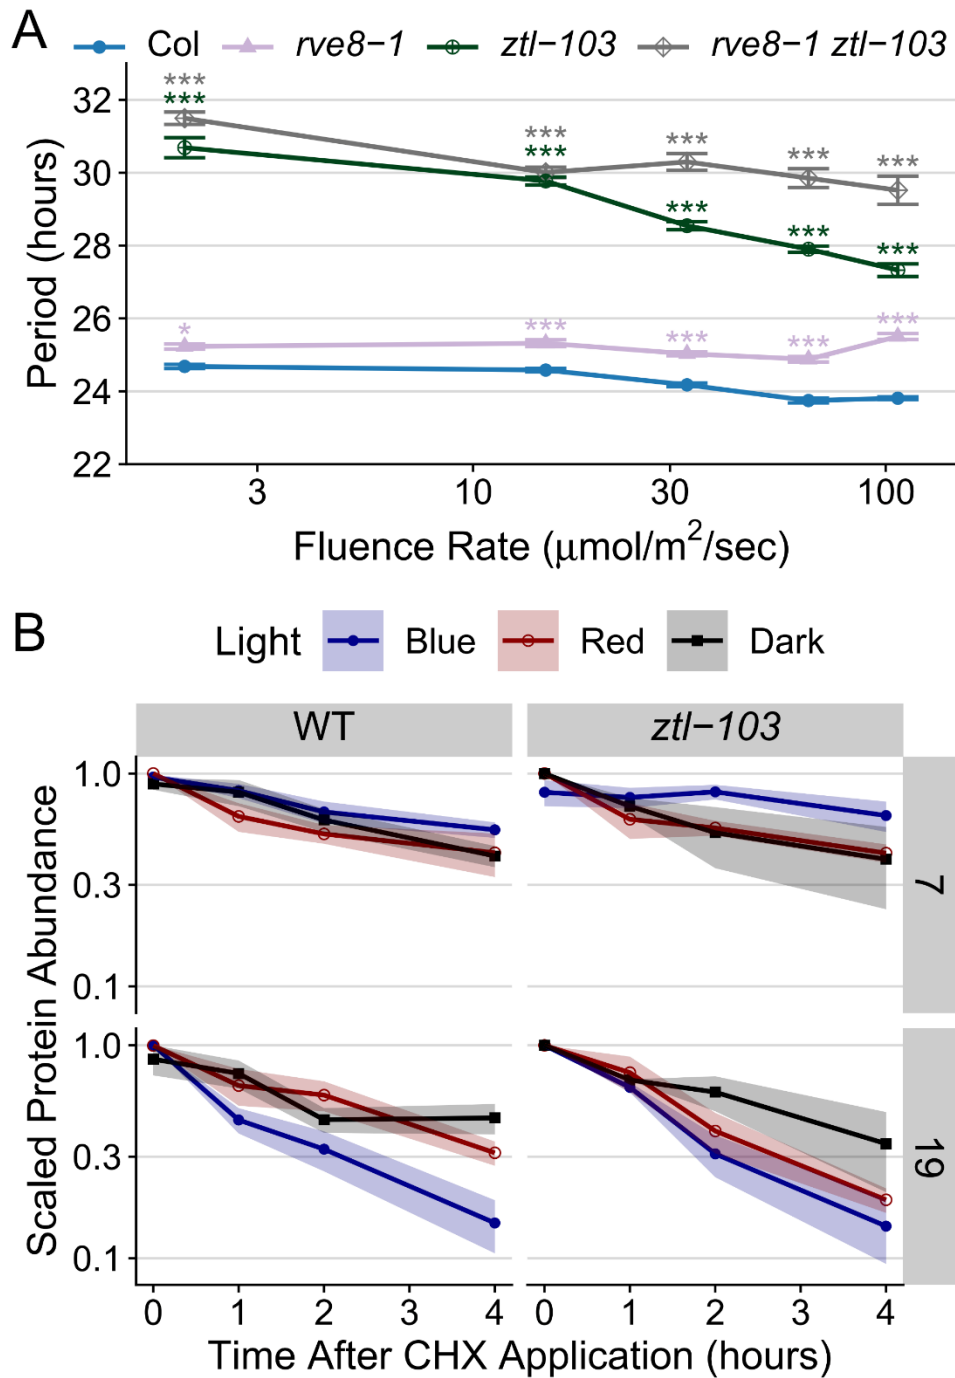 A
Col rve8−1 ztl−103 rve8−1 ztl−103
Period (hours)
32
30
28
26
24
22
***
***
***
***
***
***
***
***
***
***
*
***
***
***
***
3 10 30 100
Fluence Rate (μmol/m²/sec)
B
Light Blue Red Dark
WT ztl−103
Scaled Protein Abundance
1.0
0.3
0.1
7
1.0
0.3
0.1
19
0 1 2 3 4 0 1 2 3 4
Time After CHX Application (hours)